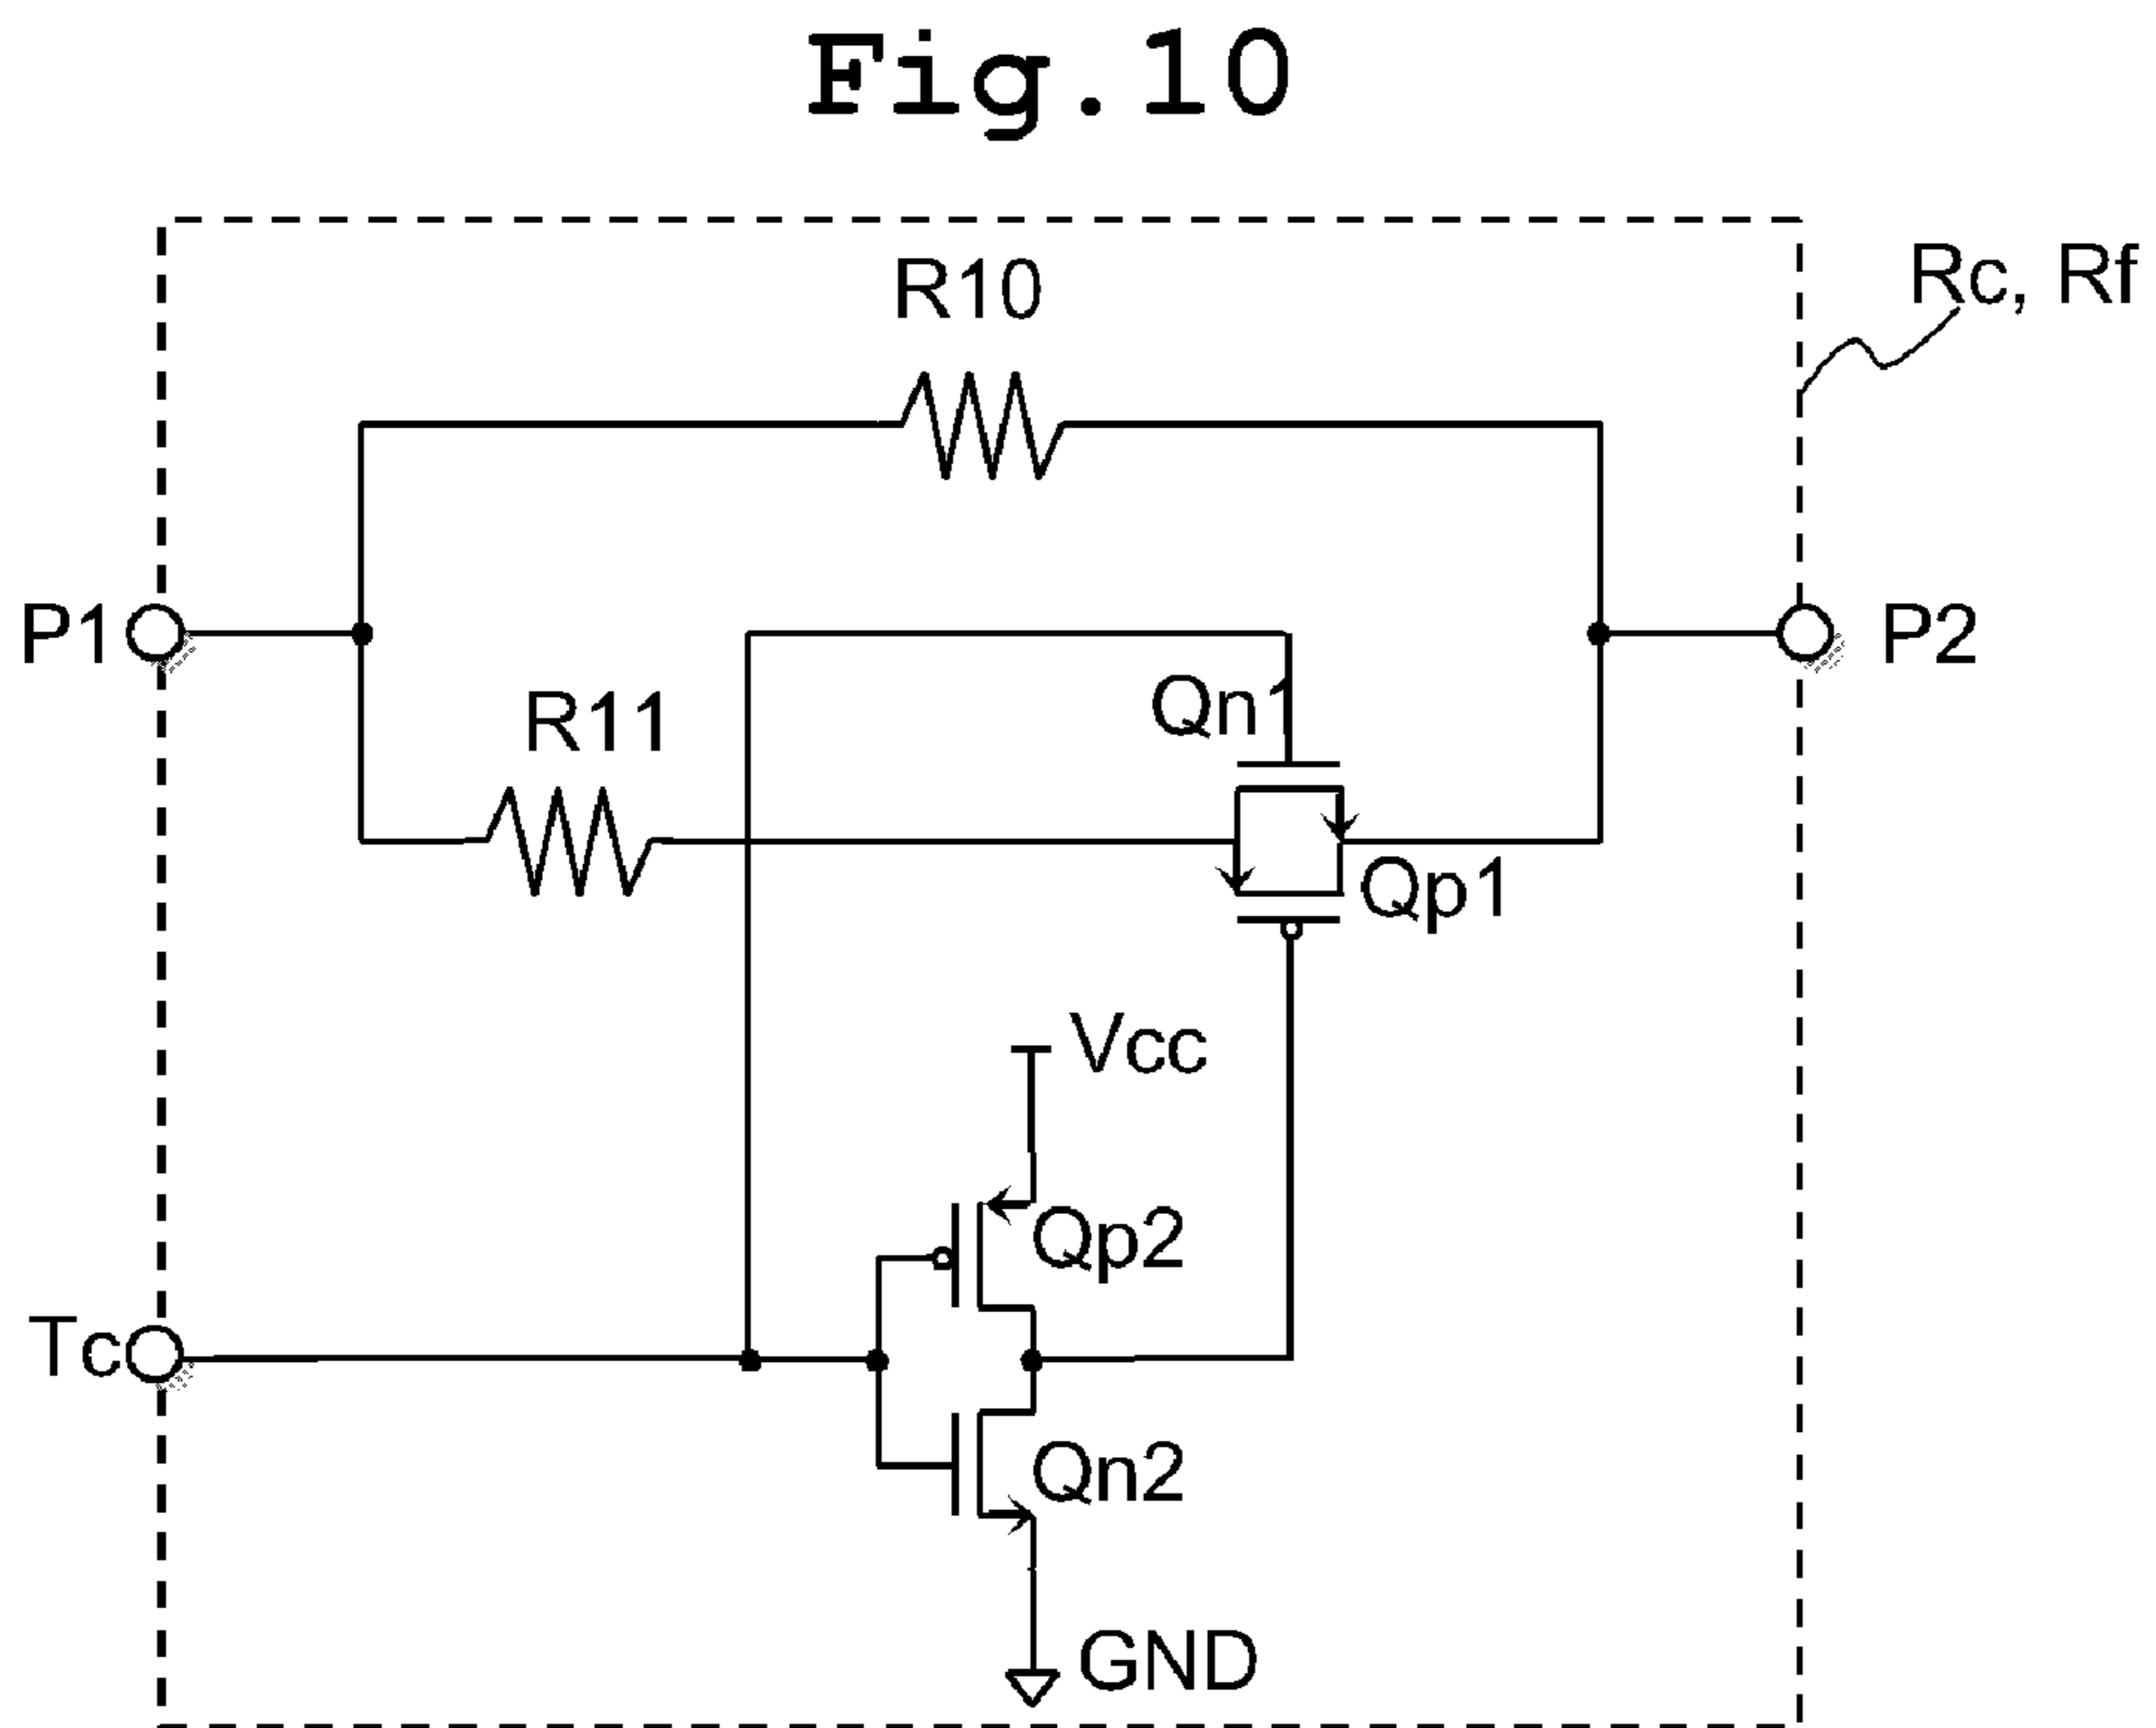 Fig.10
Rc, Rf
R10
P1
P2
Qn1
R11
Qp1
Vcc
Qp2
Tc
Qn2
GND